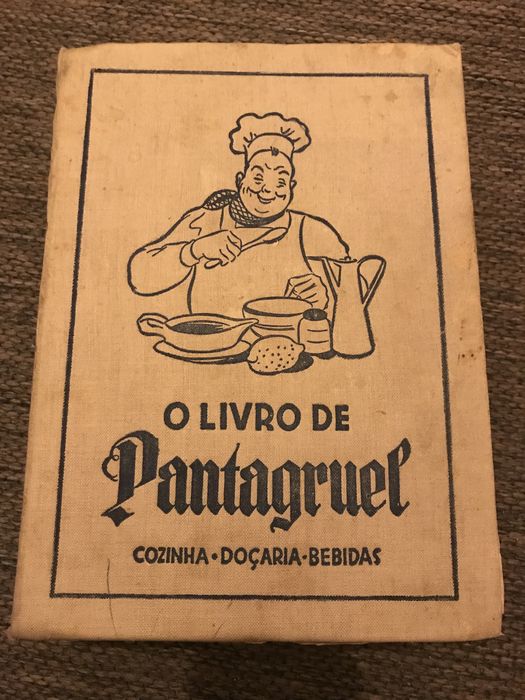 O LIVRO DE
Pantagruel
COZINHA·DOÇARIA·BEBIDAS